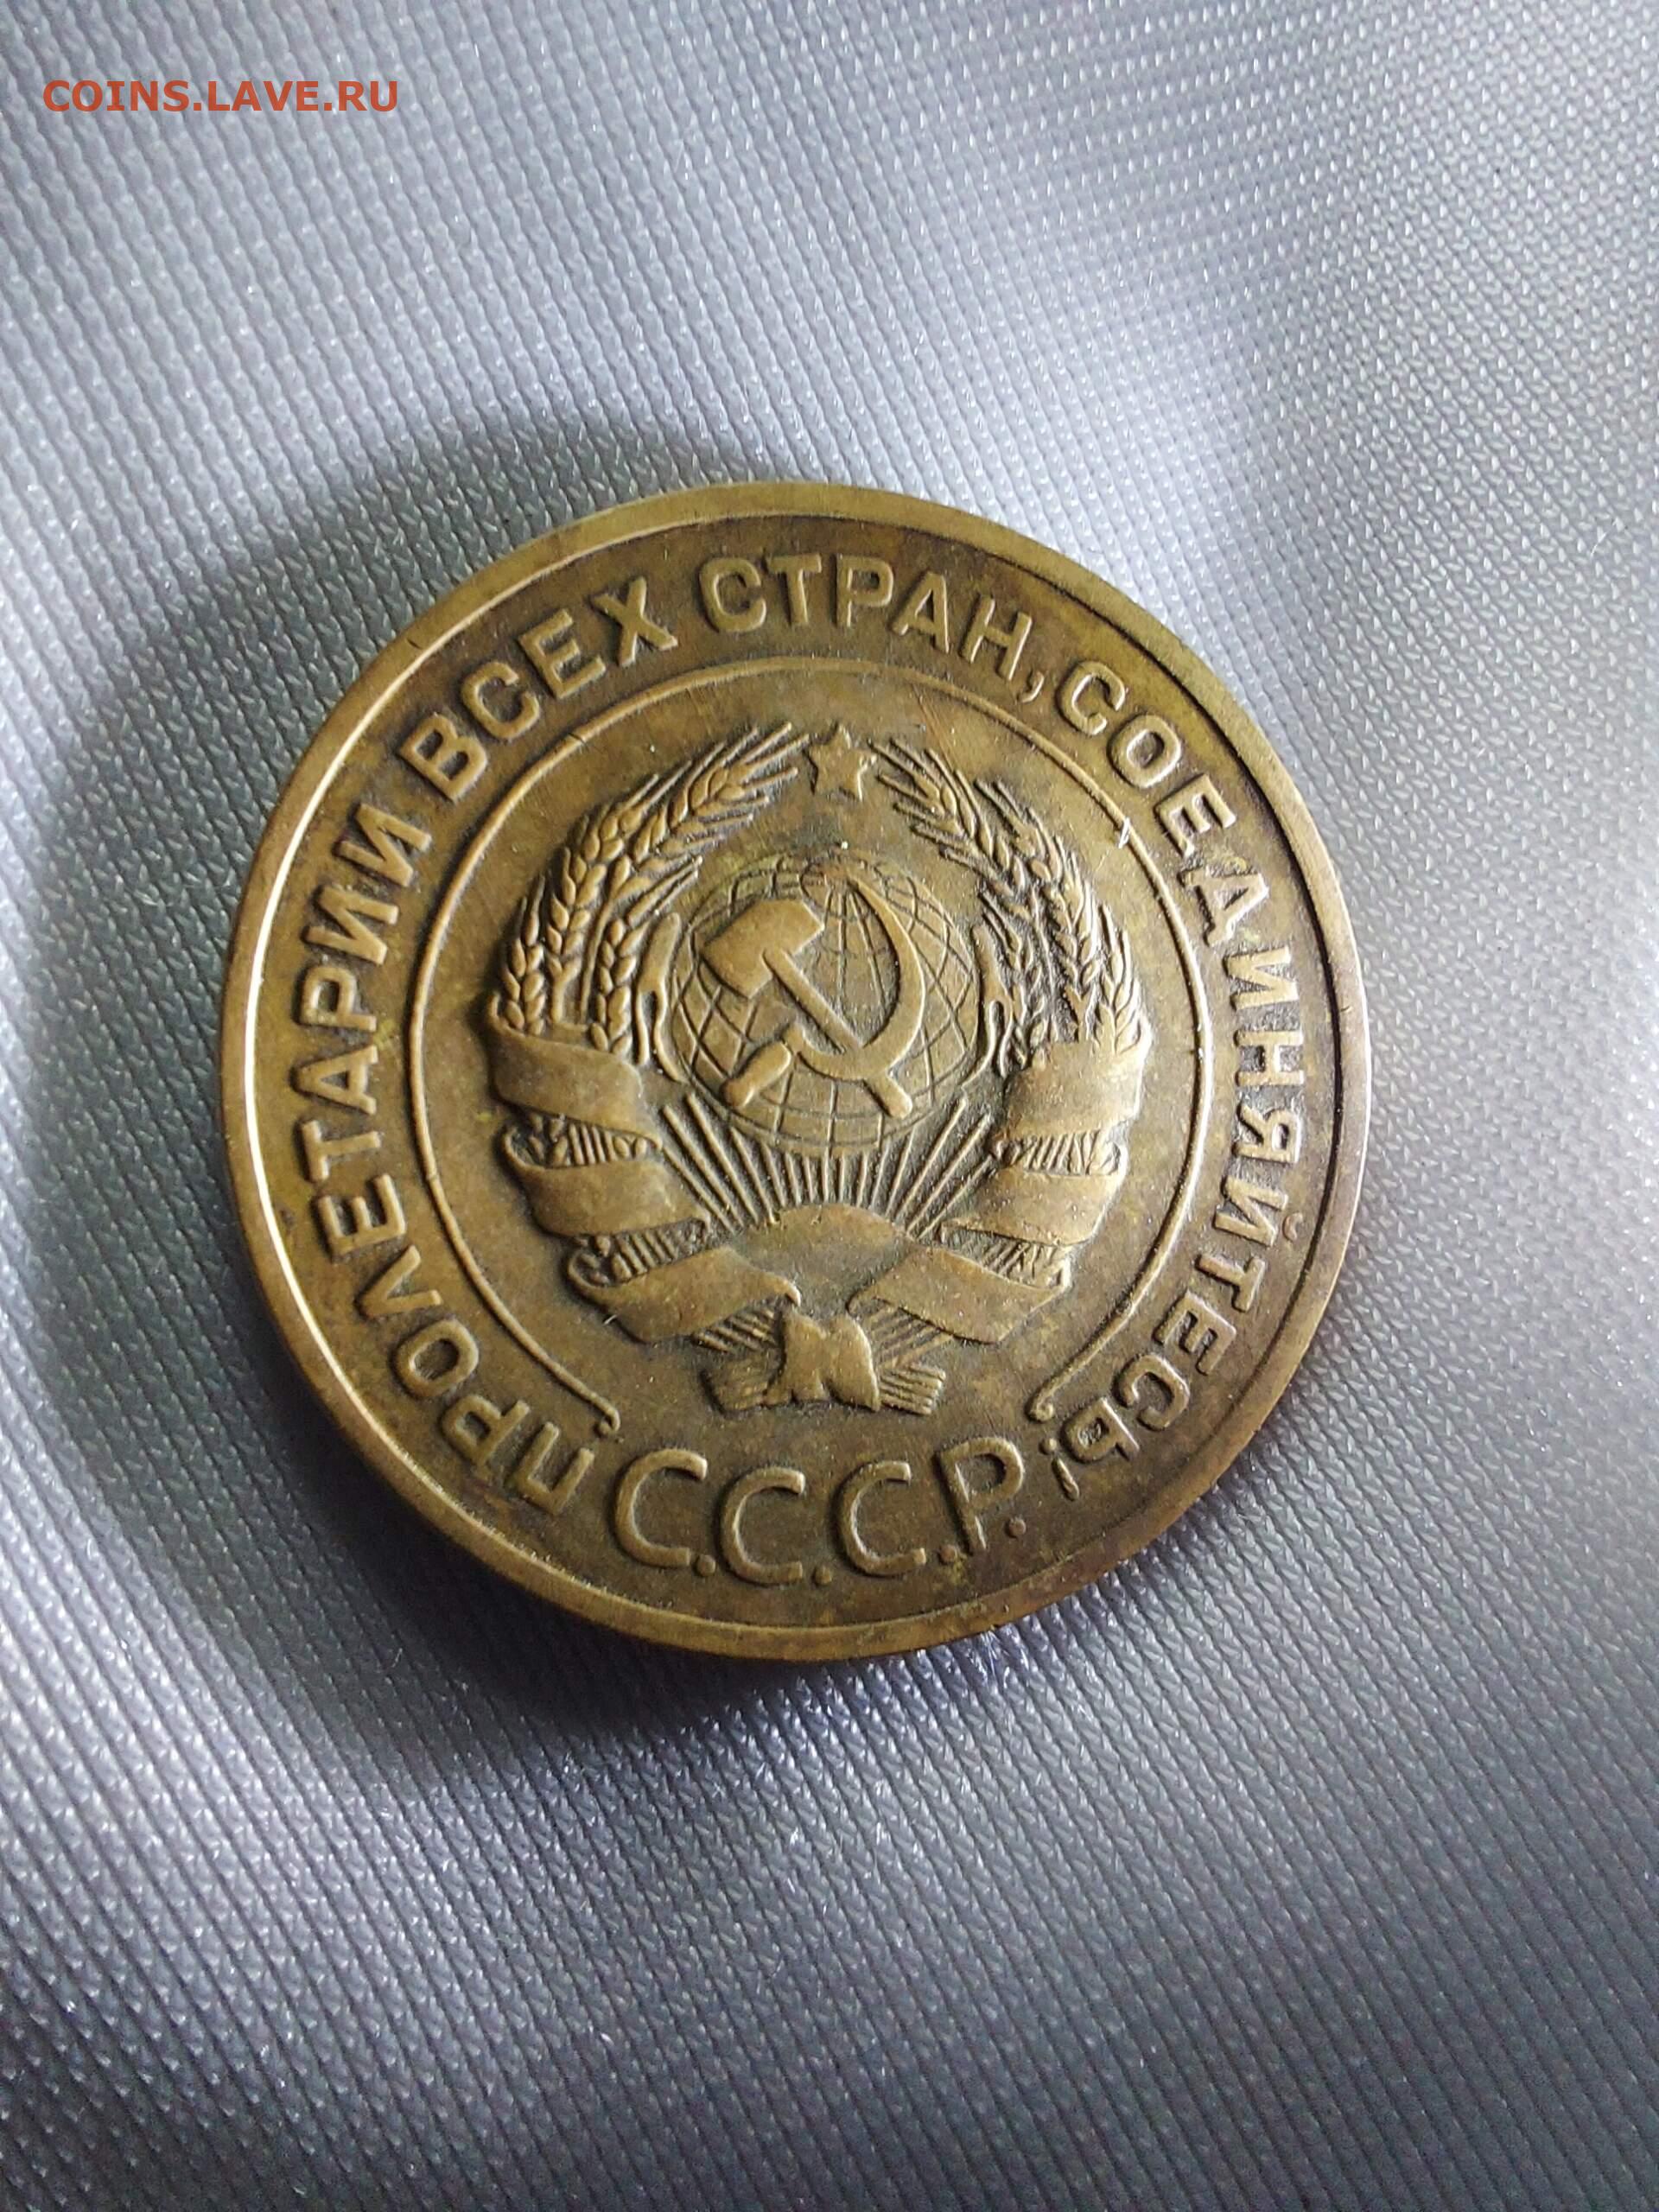 COINS.LAVE.RU
ПРОЛЕТАРИИ ВСЕХ СТРАН, СОЕДИНЯЙТЕСЬ!
С.С.С.Р.